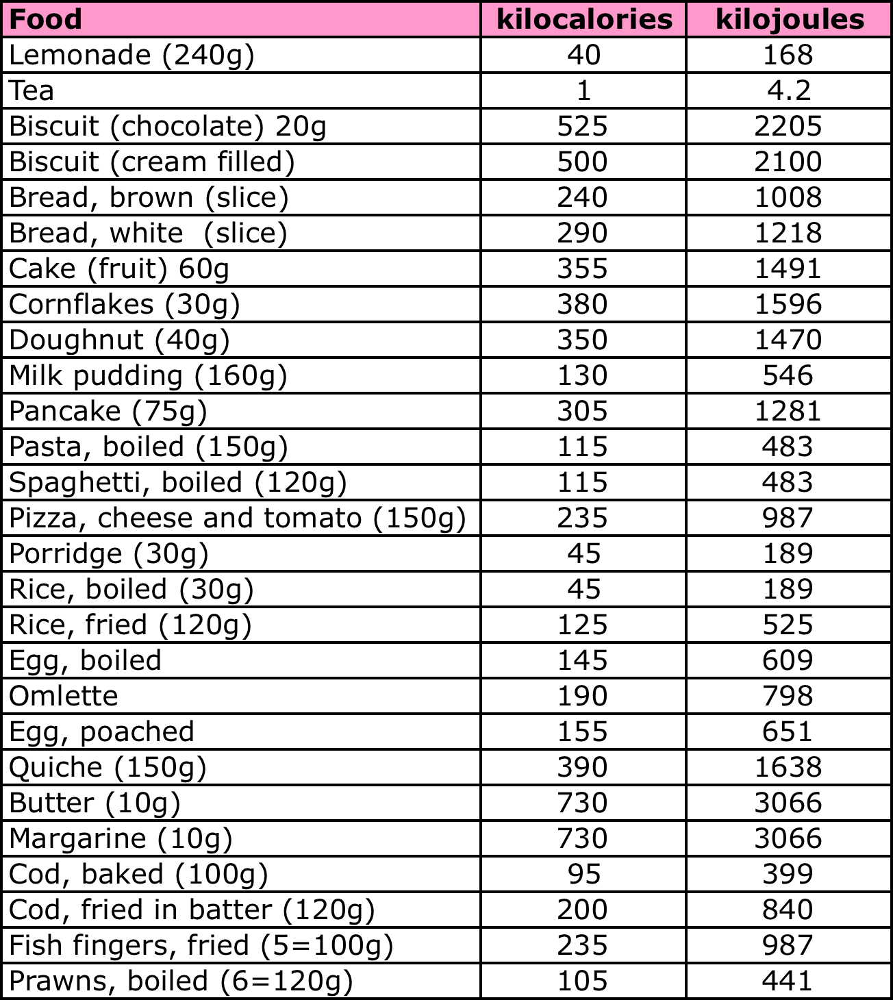 Food kilocalories kilojoules
Lemonade (240g) 40 168
Tea 1 4.2
Biscuit (chocolate) 20g 525 2205
Biscuit (cream filled) 500 2100
Bread, brown (slice) 240 1008
Bread, white  (slice) 290 1218
Cake (fruit) 60g 355 1491
Cornflakes (30g) 380 1596
Doughnut (40g) 350 1470
Milk pudding (160g) 130 546
Pancake (75g) 305 1281
Pasta, boiled (150g) 115 483
Spaghetti, boiled (120g) 115 483
Pizza, cheese and tomato (150g) 235 987
Porridge (30g) 45 189
Rice, boiled (30g) 45 189
Rice, fried (120g) 125 525
Egg, boiled 145 609
Omlette 190 798
Egg, poached 155 651
Quiche (150g) 390 1638
Butter (10g) 730 3066
Margarine (10g) 730 3066
Cod, baked (100g) 95 399
Cod, fried in batter (120g) 200 840
Fish fingers, fried (5=100g) 235 987
Prawns, boiled (6=120g) 105 441